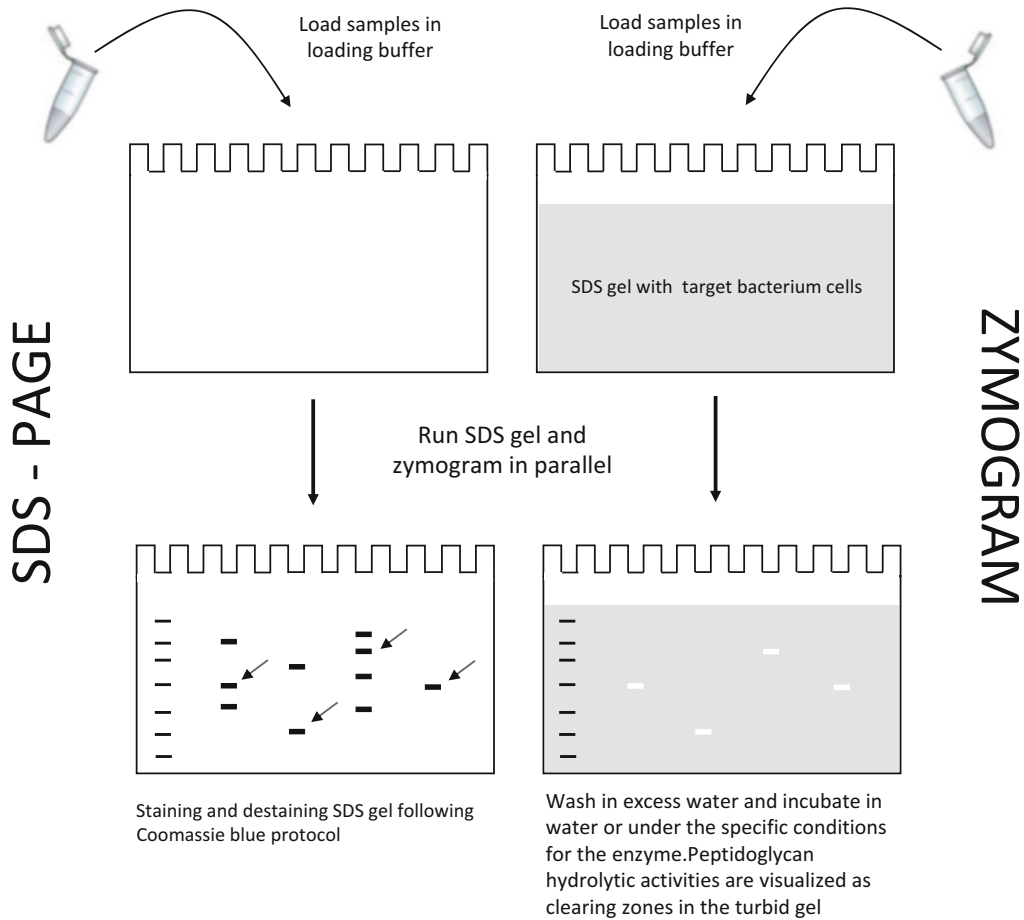 Load samples in
loading buffer
Load samples in
loading buffer
SDS gel with target bacterium cells
SDS - PAGE
ZYMOGRAM
Run SDS gel and
zymogram in parallel
Staining and destaining SDS gel following
Coomassie blue protocol
Wash in excess water and incubate in
water or under the specific conditions
for the enzyme.Peptidoglycan
hydrolytic activities are visualized as
clearing zones in the turbid gel